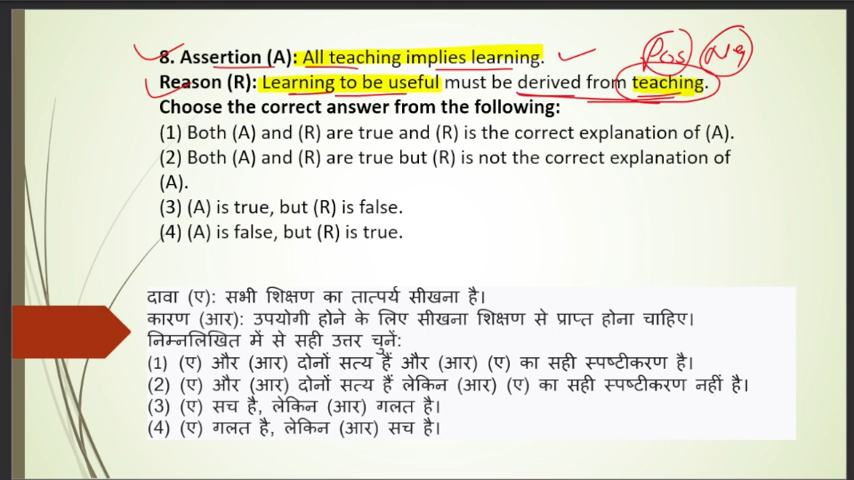 8. Assertion (A): All teaching implies learning.
Pos Neg
Reason (R): Learning to be useful must be derived from teaching.
Choose the correct answer from the following:
(1) Both (A) and (R) are true and (R) is the correct explanation of (A).
(2) Both (A) and (R) are true but (R) is not the correct explanation of
(A).
(3) (A) is true, but (R) is false.
(4) (A) is false, but (R) is true.
दावा (ए): सभी शिक्षण का तात्पर्य सीखना है।
कारण (आर): उपयोगी होने के लिए सीखना शिक्षण से प्राप्त होना चाहिए।
निम्नलिखित में से सही उत्तर चुनें:
(1) (ए) और (आर) दोनों सत्य हैं और (आर) (ए) का सही स्पष्टीकरण है।
(2) (ए) और (आर) दोनों सत्य हैं लेकिन (आर) (ए) का सही स्पष्टीकरण नहीं है।
(3) (ए) सच है, लेकिन (आर) गलत है।
(4) (ए) गलत है, लेकिन (आर) सच है।